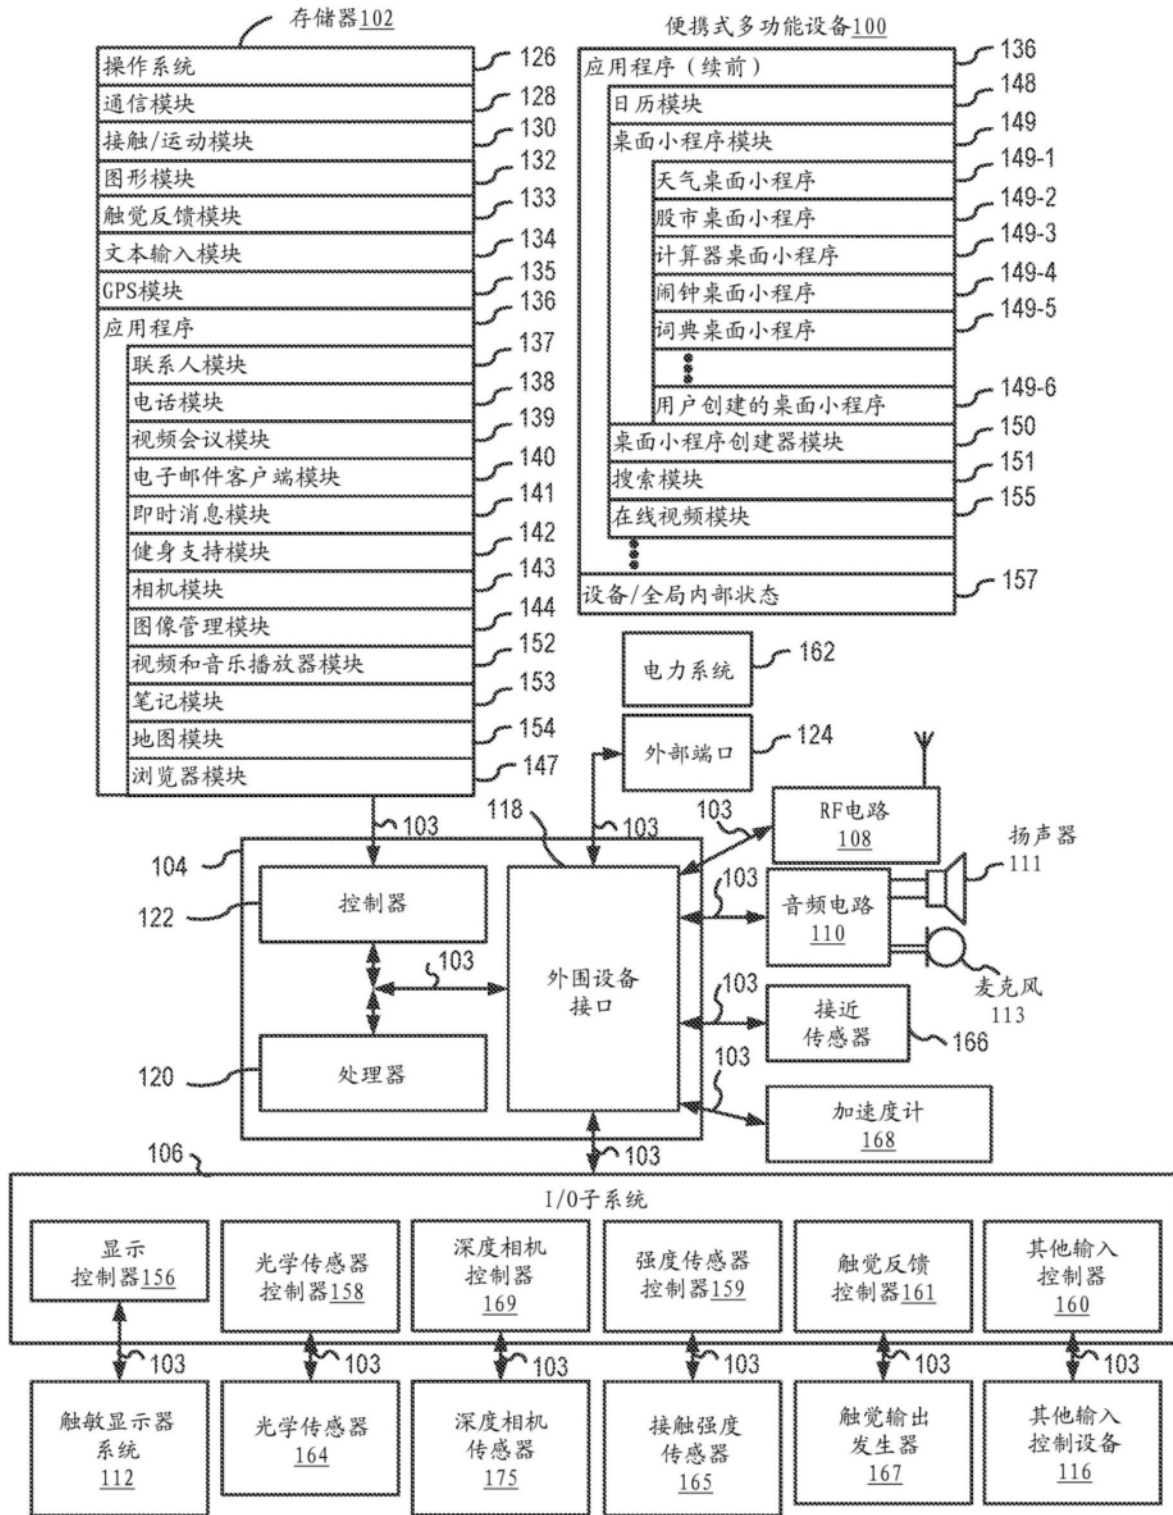 存储器102
操作系统 126
通信模块 128
接触/运动模块 130
图形模块 132
触觉反馈模块 133
文本输入模块 134
GPS模块 135
应用程序 136
联系人模块 137
电话模块 138
视频会议模块 139
电子邮件客户端模块 140
即时消息模块 141
健身支持模块 142
相机模块 143
图像管理模块 144
视频和音乐播放器模块 152
笔记模块 153
地图模块 154
浏览器模块 147
便携式多功能设备100
应用程序（续前） 136
日历模块 148
桌面小程序模块 149
天气桌面小程序 149-1
股市桌面小程序 149-2
计算器桌面小程序 149-3
闹钟桌面小程序 149-4
词典桌面小程序 149-5
用户创建的桌面小程序 149-6
桌面小程序创建器模块 150
搜索模块 151
在线视频模块 155
设备/全局内部状态 157
电力系统 162
外部端口 124
103
118
103
103
RF电路
108
扬声器
111
104
122
控制器
103
音频电路
110
103
外围设备
接口
麦克风
113
103
接近
传感器
166
120
处理器
103
加速度计
168
106
103
I/O子系统
显示
控制器156
光学传感器
控制器158
深度相机
控制器
169
强度传感器
控制器159
触觉反馈
控制器161
其他输入
控制器
160
103
103
103
103
103
103
触敏显示器
系统
112
光学传感器
164
深度相机
传感器
175
接触强度
传感器
165
触觉输出
发生器
167
其他输入
控制设备
116